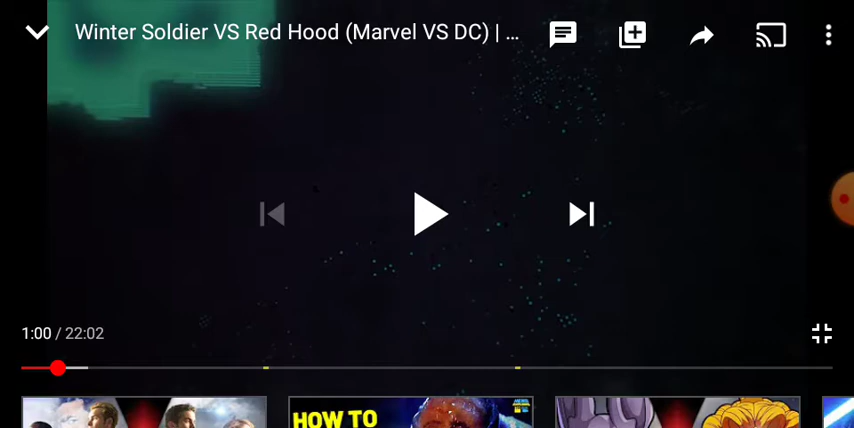 Winter Soldier VS Red Hood (Marvel VS DC) | ...
1:00 / 22:02
HOW TO